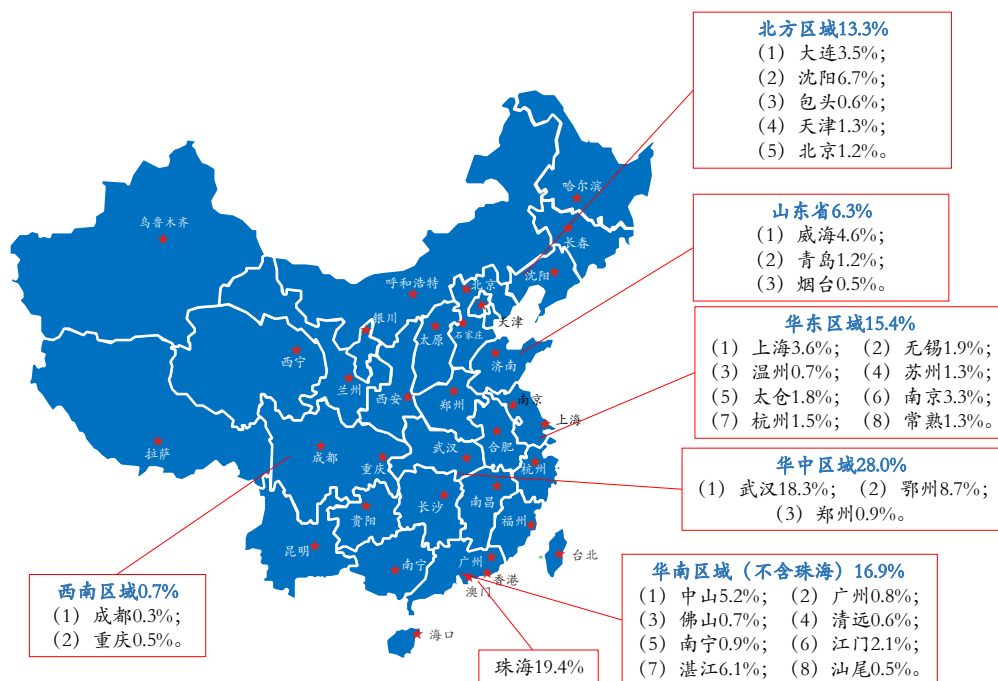 北方区域13.3%
（1） 大连3.5%；
（2） 沈阳6.7%；
（3） 包头0.6%；
（4） 天津1.3%；
（5） 北京1.2%。
哈尔滨
山东省6.3%
（1） 威海4.6%；
（2） 青岛1.2%；
（3） 烟台0.5%。
乌鲁木齐
长春
沈阳
呼和浩特
北京
银川
天津
太原
石家庄
华东区域15.4%
（1） 上海3.6%； （2） 无锡1.9%；
（3） 温州0.7%； （4） 苏州1.3%；
（5） 太仓1.8%； （6） 南京3.3%；
（7） 杭州1.5%； （8） 常熟1.3%。
西宁
济南
兰州
西安
郑州
南京
上海
拉萨
成都
重庆
武汉
合肥
杭州
华中区域28.0%
（1） 武汉18.3%； （2） 鄂州8.7%；
（3） 郑州0.9%。
长沙
南昌
贵阳
福州
昆明
南宁
广州
台北
香港
澳门
海口
西南区域0.7%
（1） 成都0.3%；
（2） 重庆0.5%。
华南区域（不含珠海）16.9%
（1） 中山5.2%； （2） 广州0.8%；
（3） 佛山0.7%； （4） 清远0.6%；
（5） 南宁0.9%； （6） 江门2.1%；
（7） 湛江6.1%； （8） 汕尾0.5%。
珠海19.4%